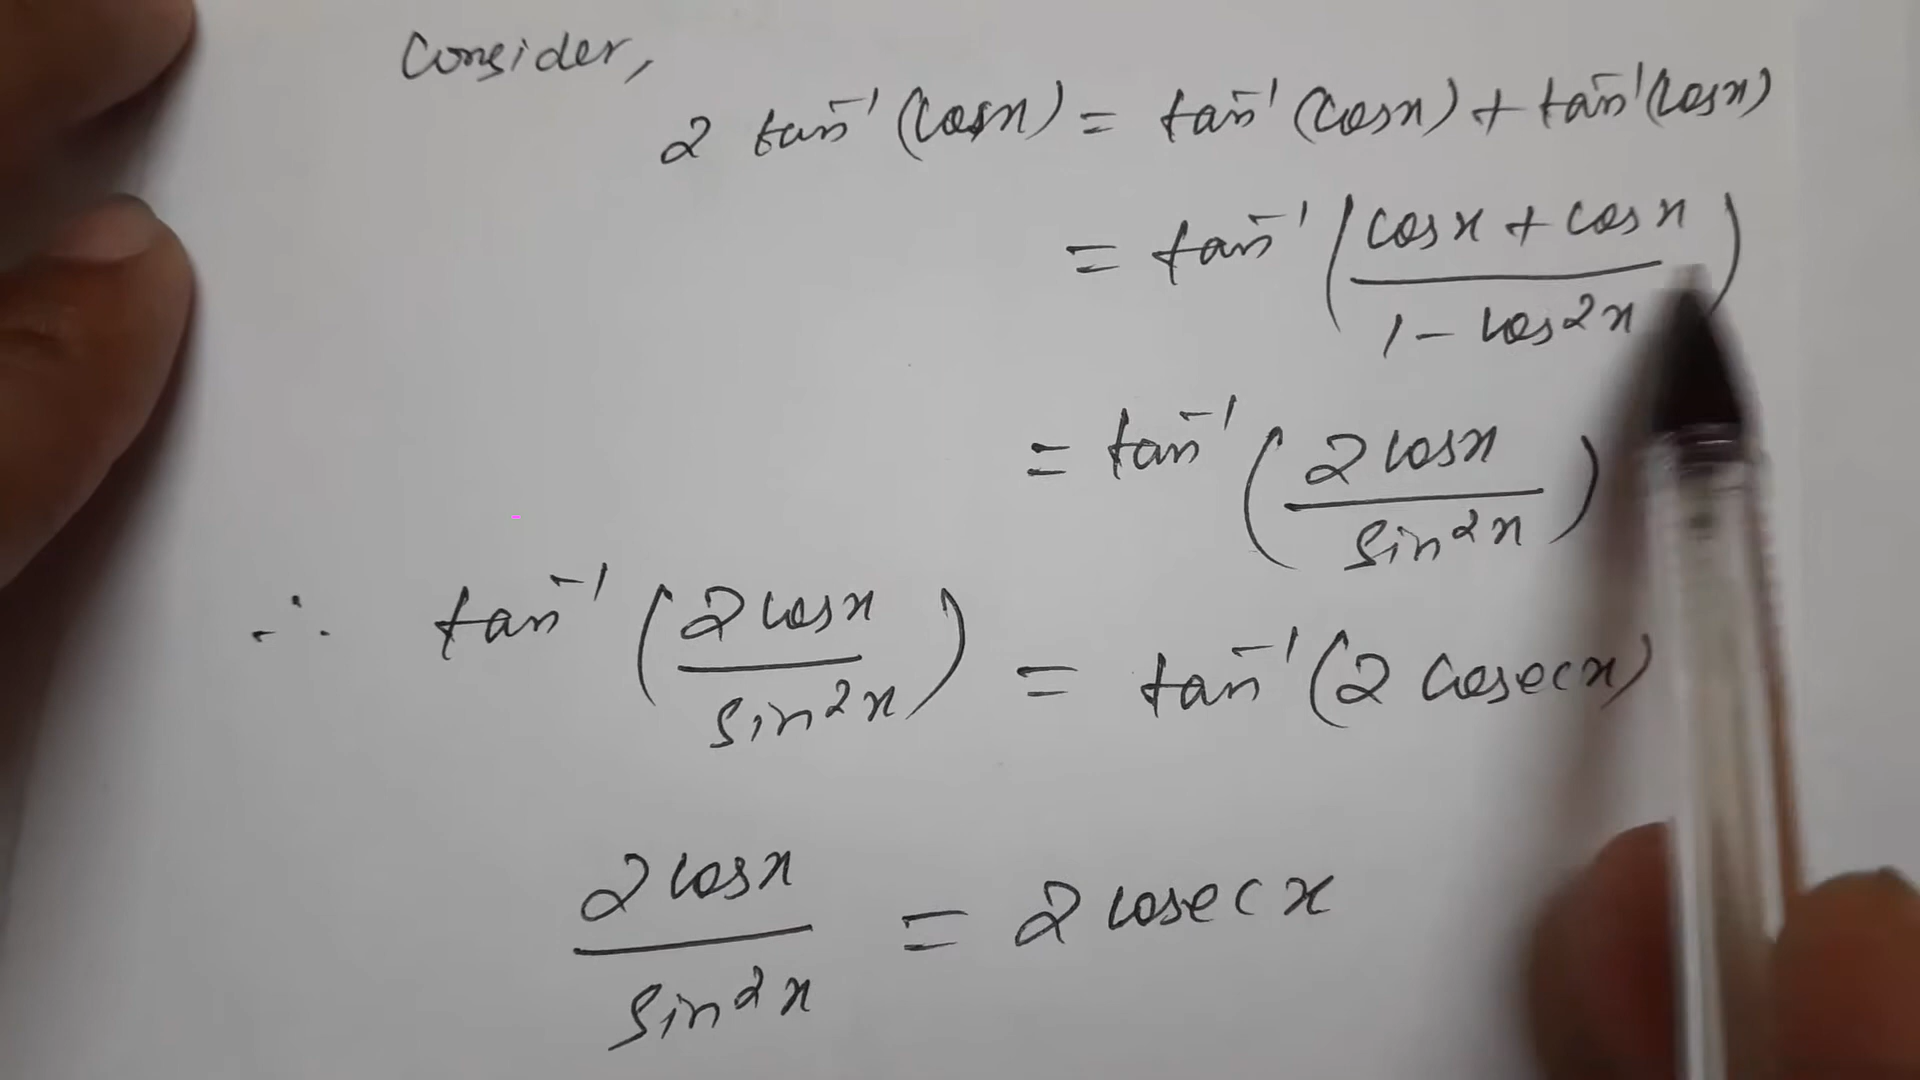 Consider,
2 tan⁻¹(cosx) = tan⁻¹(cosx) + tan⁻¹(cosx)
= tan⁻¹((cosx + cosx)/(1 - cos²x))
= tan⁻¹(2cosx/sin²x)
∴ tan⁻¹(2cosx/sin²x) = tan⁻¹(2 cosecx)
2cosx/sin²x = 2 cosecx